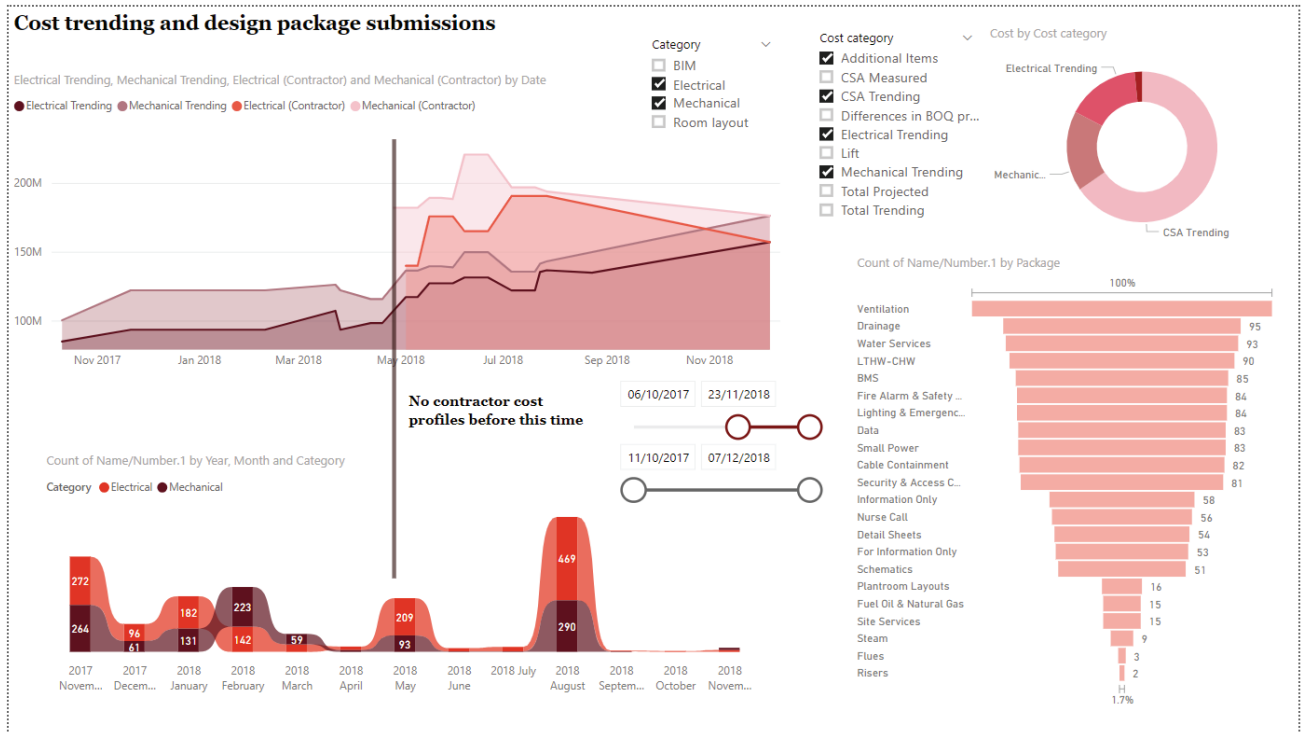 Cost trending and design package submissions
Electrical Trending, Mechanical Trending, Electrical (Contractor) and Mechanical (Contractor) by Date
Electrical Trending Mechanical Trending Electrical (Contractor) Mechanical (Contractor)
200M
150M
100M
Nov 2017 Jan 2018 Mar 2018 May 2018 Jul 2018 Sep 2018 Nov 2018
Category
BIM
Electrical
Mechanical
Room layout
Cost category
Additional Items
CSA Measured
CSA Trending
Differences in BOQ pr...
Electrical Trending
Lift
Mechanical Trending
Total Projected
Total Trending
Cost by Cost category
Electrical Trending
Mechanic...
CSA Trending
No contractor cost
profiles before this time
06/10/2017 23/11/2018
11/10/2017 07/12/2018
Count of Name/Number.1 by Year, Month and Category
Category Electrical Mechanical
272
264
96
61
182
131
223
142
59
209
93
469
290
2017 2017 2018 2018 2018 2018 2018 2018 2018 July 2018 2018 2018 2018
Novem... Decem... January February March April May June August Septem... October Novem...
Count of Name/Number.1 by Package
100%
Ventilation
Drainage 95
Water Services 93
LTHW-CHW 90
BMS 85
Fire Alarm & Safety ... 84
Lighting & Emergenc... 84
Data 83
Small Power 83
Cable Containment 82
Security & Access C... 81
Information Only 58
Nurse Call 56
Detail Sheets 54
For Information Only 53
Schematics 51
Plantroom Layouts 16
Fuel Oil & Natural Gas 15
Site Services 15
Steam 9
Flues 3
Risers 2
1.7%